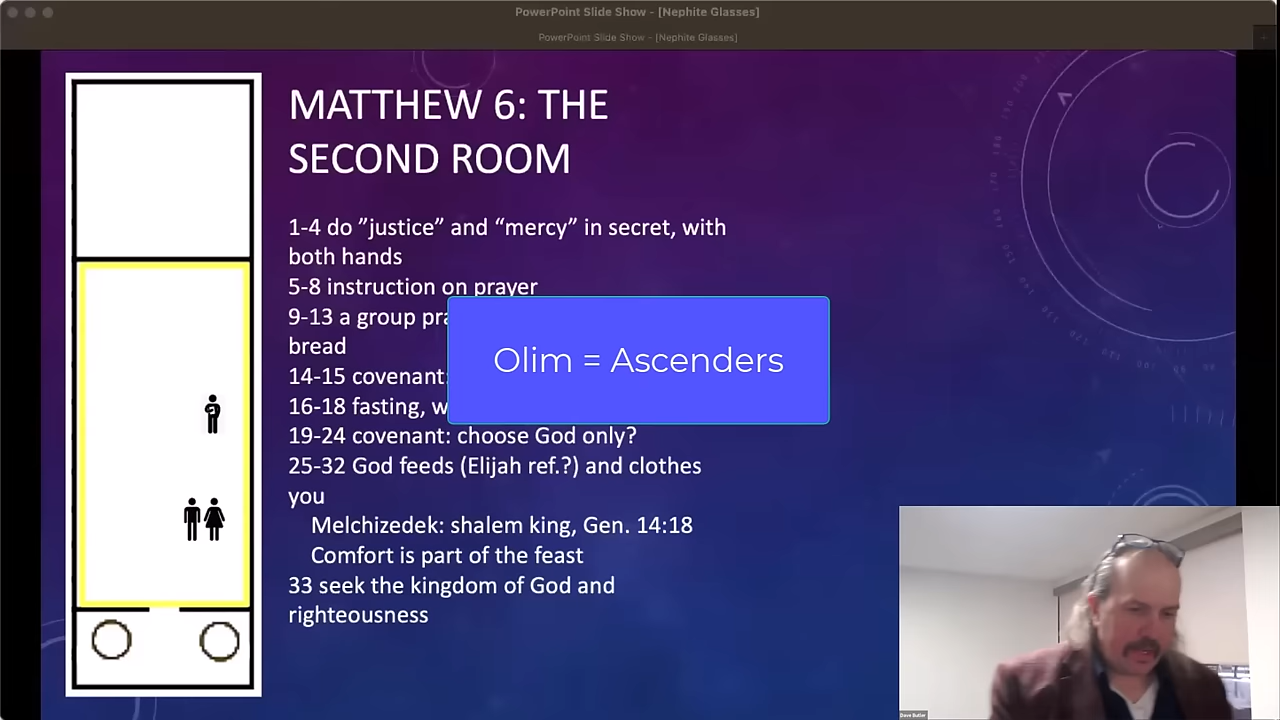 PowerPoint Slide Show - [Nephite Glasses]
PowerPoint Slide Show - [Nephite Glasses]
MATTHEW 6: THE
SECOND ROOM
1-4 do ”justice” and “mercy” in secret, with
both hands
5-8 instruction on prayer
9-13 a group pra
bread
14-15 covenant:
16-18 fasting, w
Olim = Ascenders
19-24 covenant: choose God only?
25-32 God feeds (Elijah ref.?) and clothes
you
Melchizedek: shalem king, Gen. 14:18
Comfort is part of the feast
33 seek the kingdom of God and
righteousness
Dave Butler